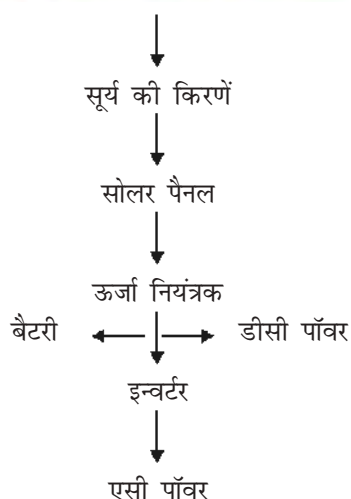 सूर्य की किरणें
सोलर पैनल
ऊर्जा नियंत्रक
बैटरी डीसी पॉवर
इन्वर्टर
एसी पॉवर